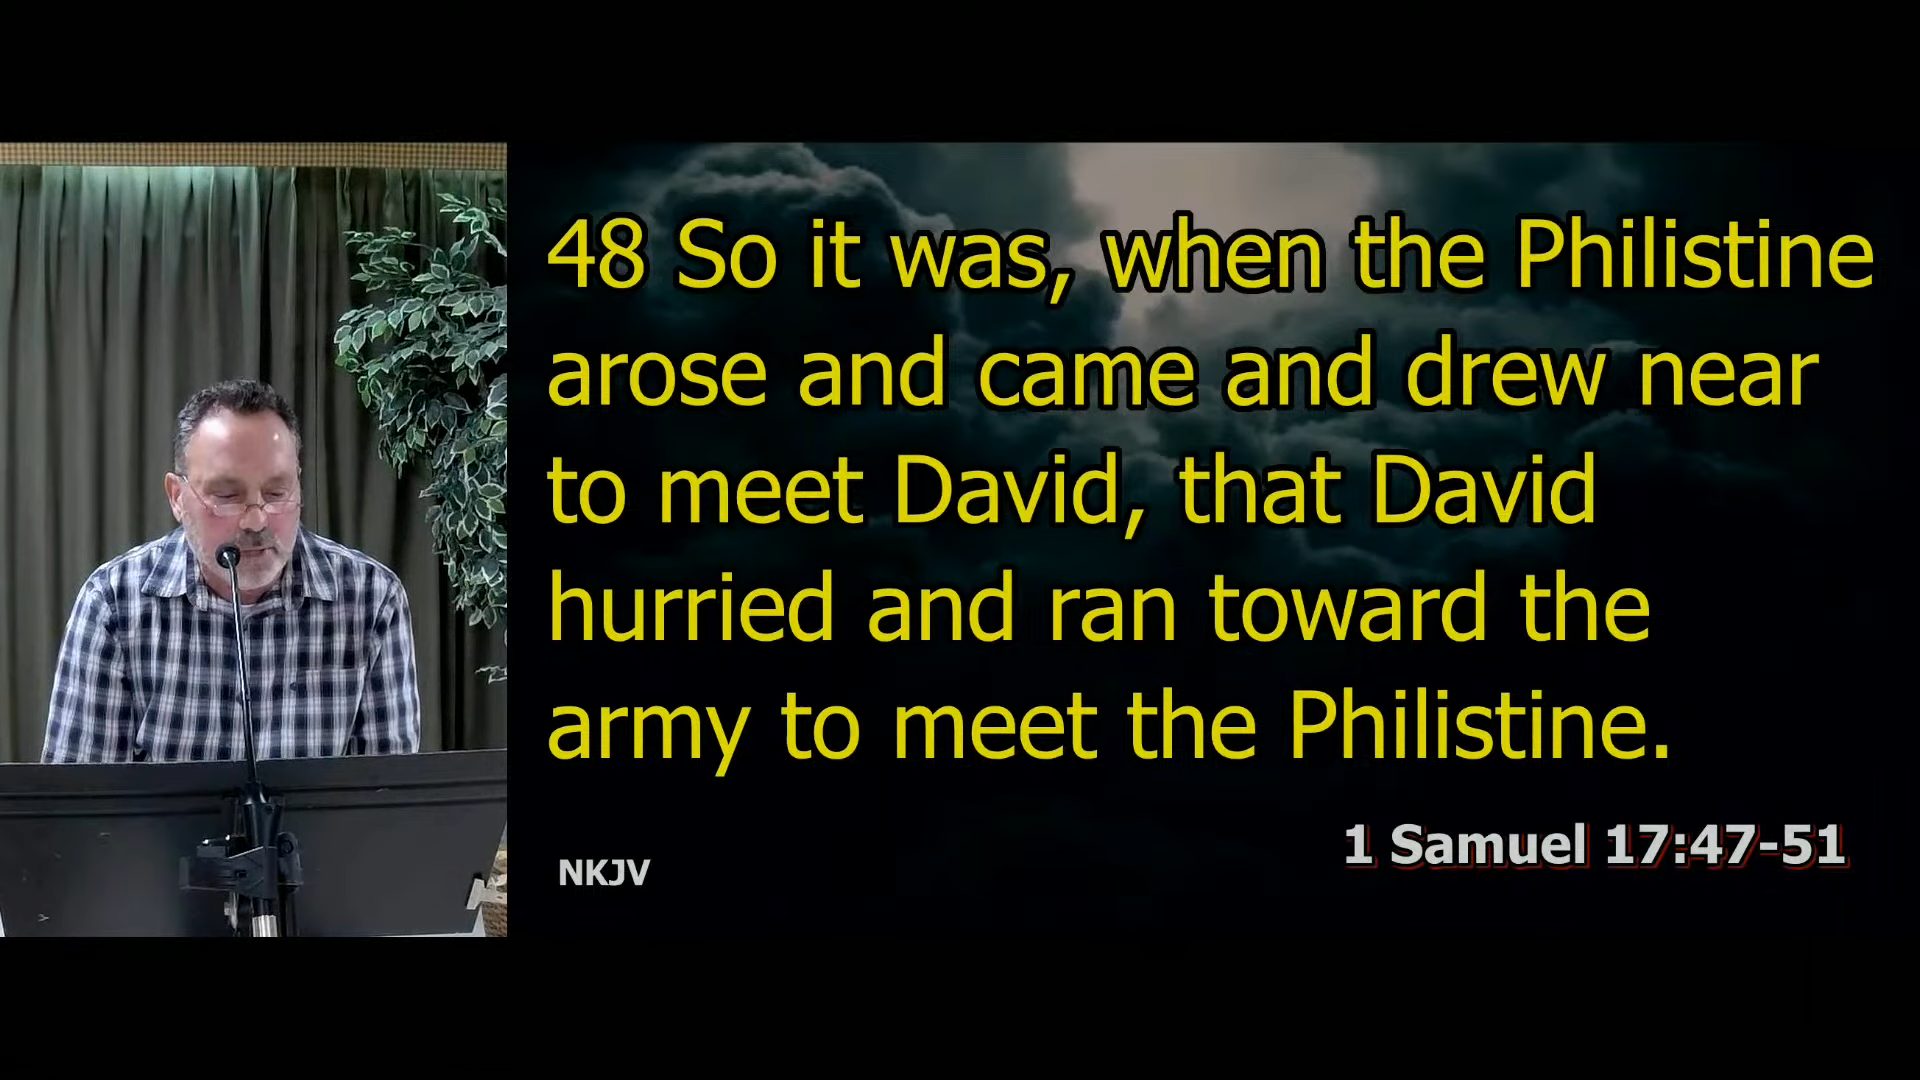 48 So it was, when the Philistine
arose and came and drew near
to meet David, that David
hurried and ran toward the
army to meet the Philistine.
1 Samuel 17:47-51
NKJV